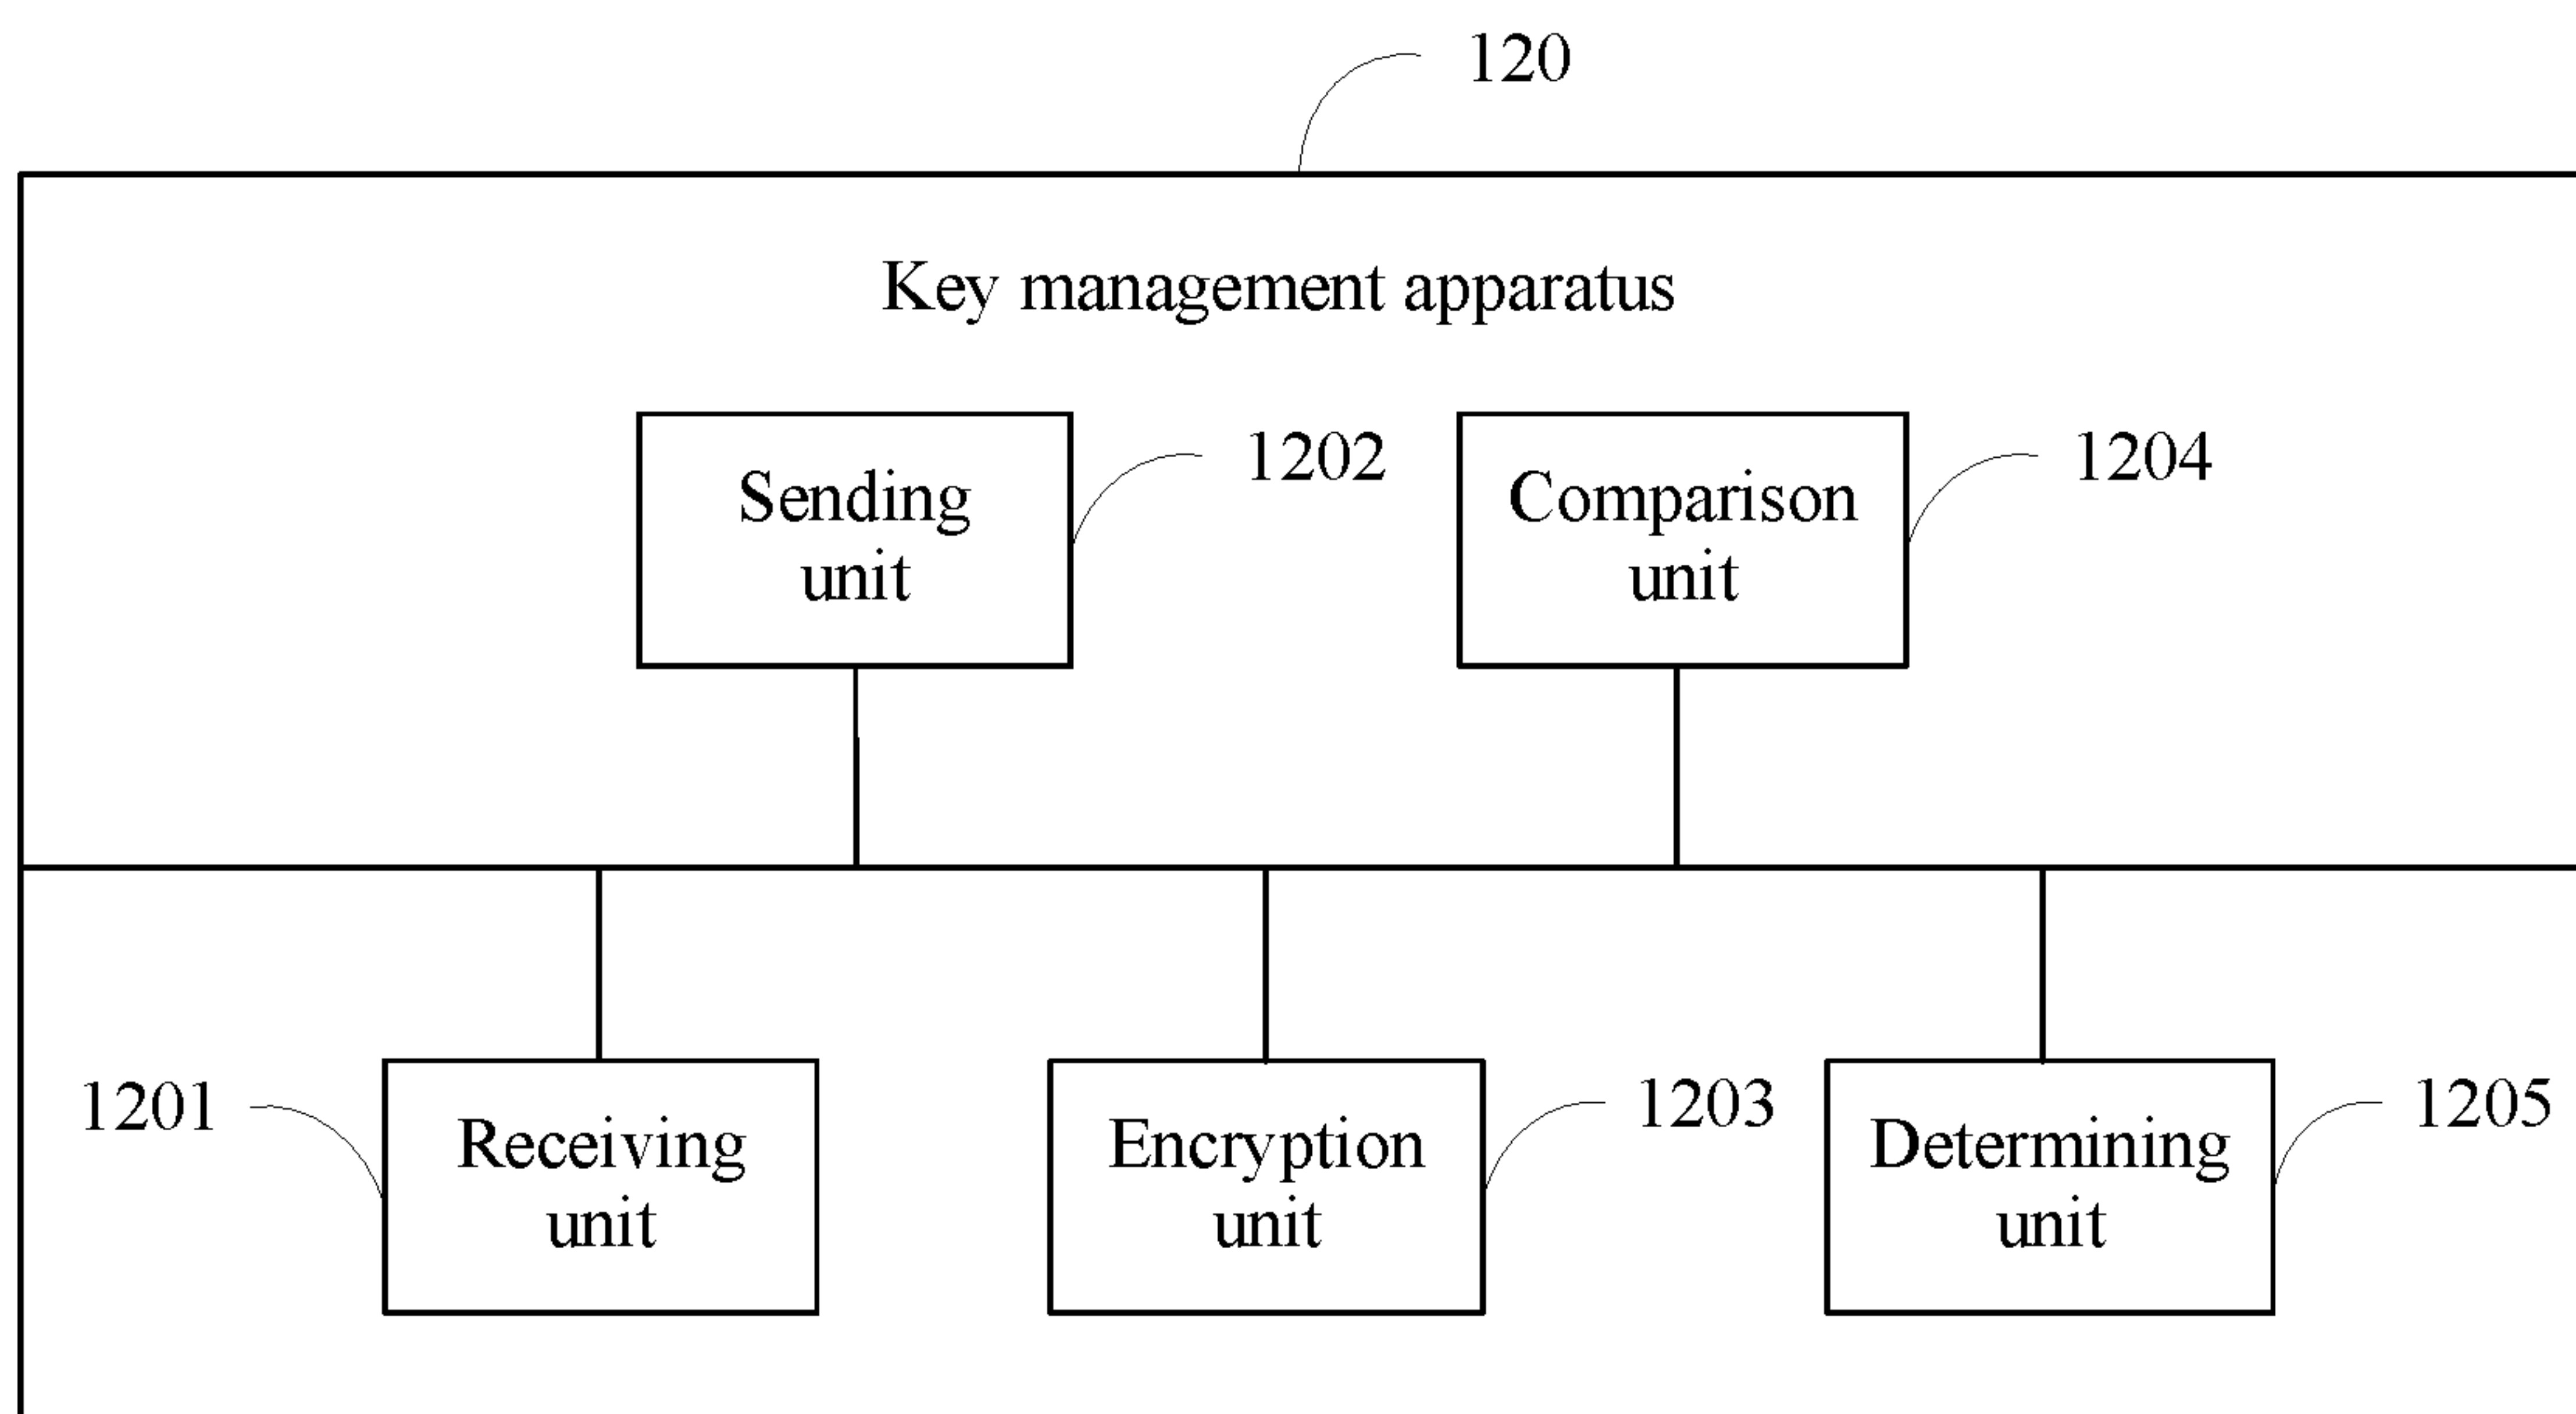 120
Key management apparatus
Sending
unit
1202
Comparison
unit
1204
1201
Receiving
unit
Encryption
unit
1203
Determining
unit
1205